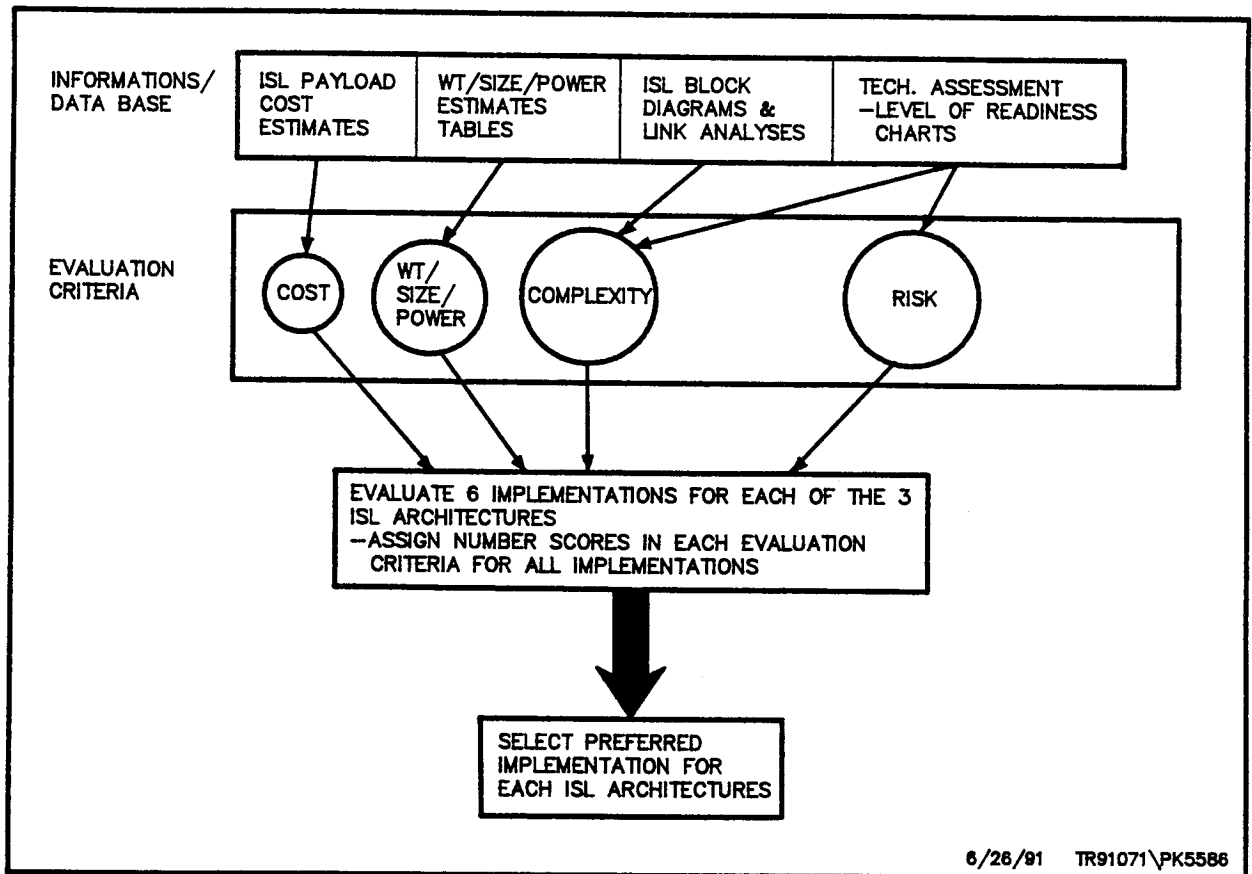 INFORMATIONS/
DATA BASE
ISL PAYLOAD
COST
ESTIMATES
WT/SIZE/POWER
ESTIMATES
TABLES
ISL BLOCK
DIAGRAMS &
LINK ANALYSES
TECH. ASSESSMENT
-LEVEL OF READINESS
CHARTS
EVALUATION
CRITERIA
COST
WT/
SIZE/
POWER
COMPLEXITY
RISK
EVALUATE 6 IMPLEMENTATIONS FOR EACH OF THE 3
ISL ARCHITECTURES
-ASSIGN NUMBER SCORES IN EACH EVALUATION
CRITERIA FOR ALL IMPLEMENTATIONS
SELECT PREFERRED
IMPLEMENTATION FOR
EACH ISL ARCHITECTURES
6/26/91 TR91071\PK5586